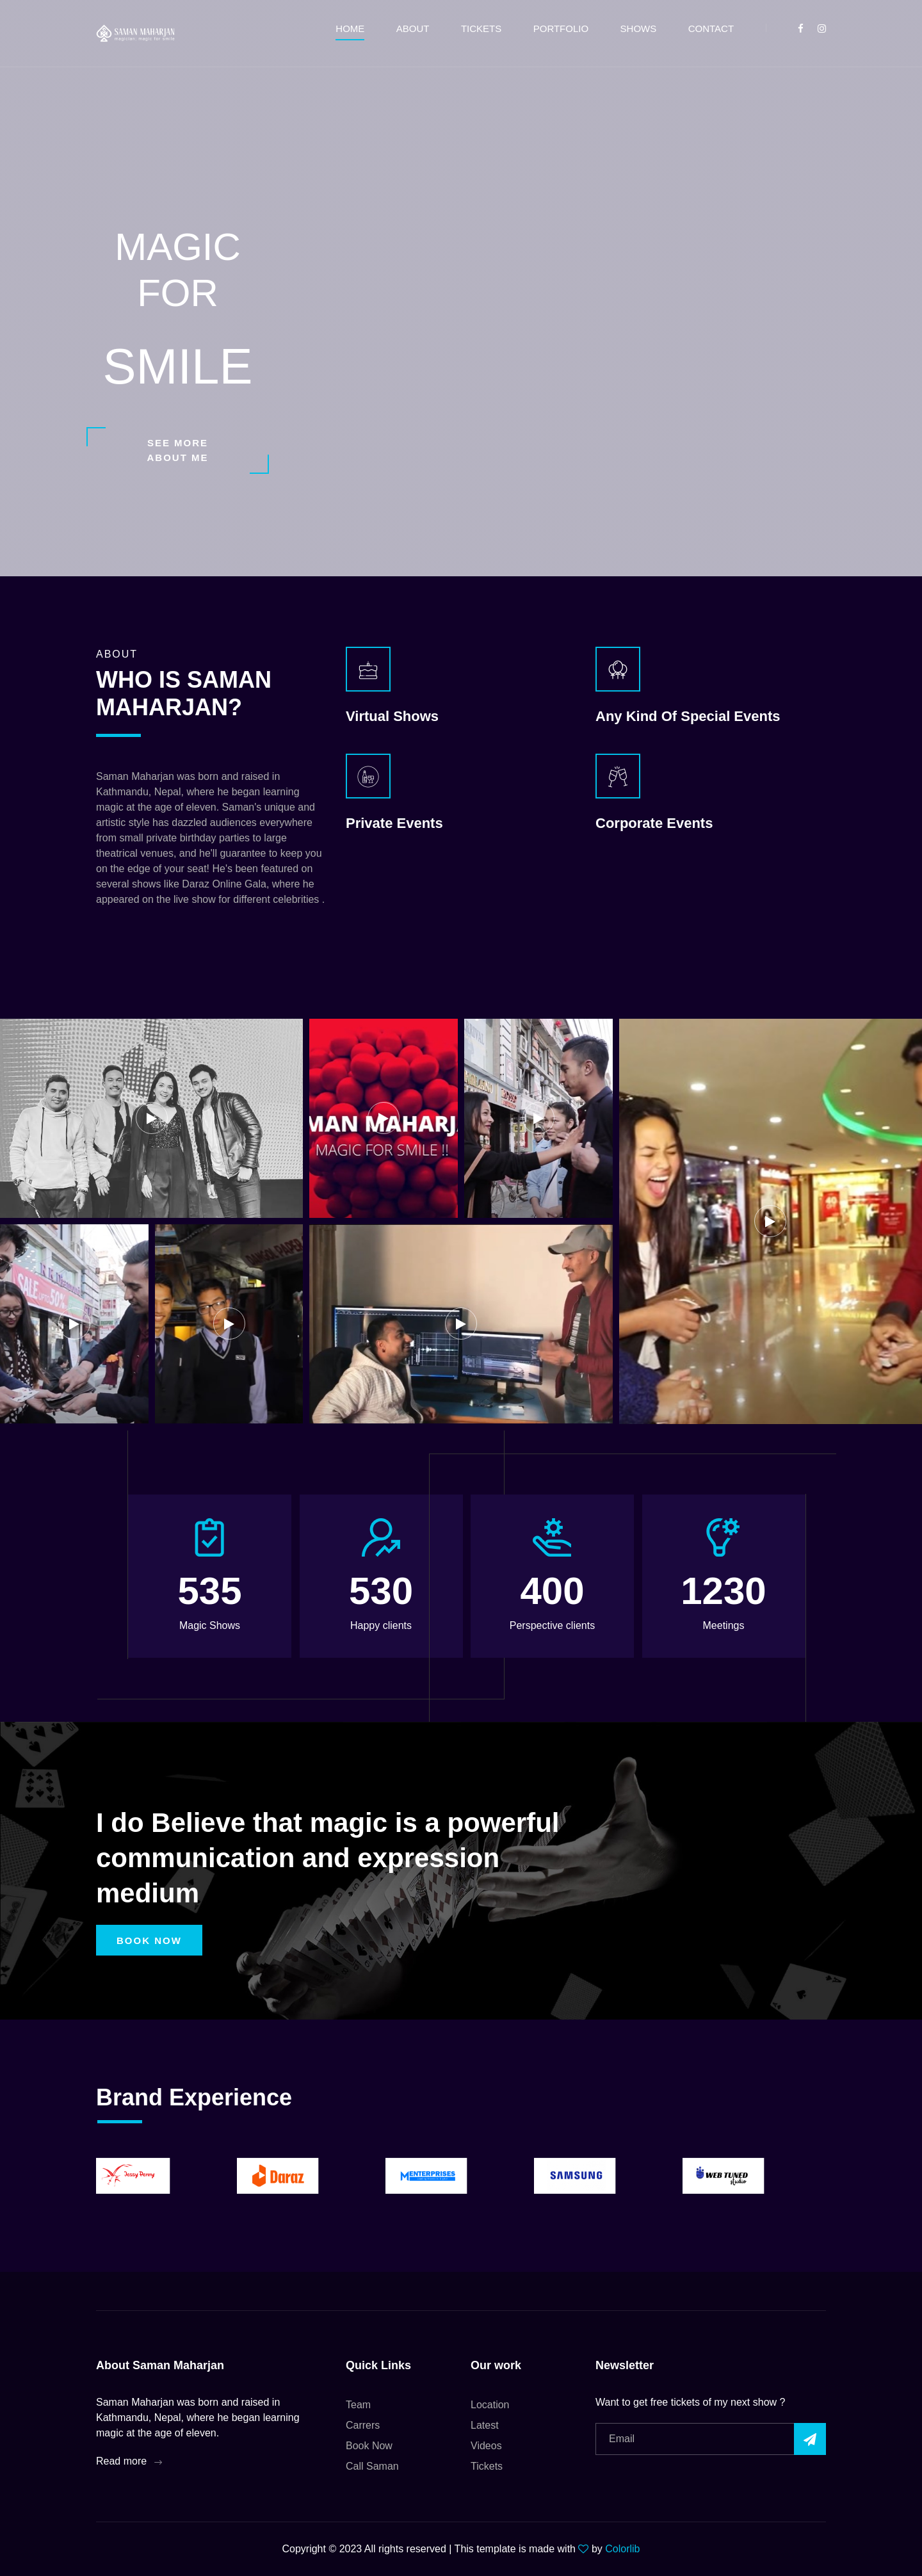 SAMAN MAHARJAN
HOME ABOUT TICKETS PORTFOLIO SHOWS CONTACT
MAGIC
FOR
SMILE
SEE MORE
ABOUT ME
ABOUT
WHO IS SAMAN
MAHARJAN?
Saman Maharjan was born and raised in
Kathmandu, Nepal, where he began learning
magic at the age of eleven. Saman's unique and
artistic style has dazzled audiences everywhere
from small private birthday parties to large
theatrical venues, and he'll guarantee to keep you
on the edge of your seat! He's been featured on
several shows like Daraz Online Gala, where he
appeared on the live show for different celebrities .
Virtual Shows
Any Kind Of Special Events
Private Events
Corporate Events
MAN MAHARJ
MAGIC FOR SMILE !!
SALE 50%
535
Magic Shows
530
Happy clients
400
Perspective clients
1230
Meetings
I do Believe that magic is a powerful
communication and expression
medium
BOOK NOW
Brand Experience
Jessy Penny
Daraz
ENTERPRISES
SAMSUNG
WEB TUNED
studio
About Saman Maharjan
Saman Maharjan was born and raised in
Kathmandu, Nepal, where he began learning
magic at the age of eleven.
Read more →
Quick Links
Team
Carrers
Book Now
Call Saman
Our work
Location
Latest
Videos
Tickets
Newsletter
Want to get free tickets of my next show ?
Email
Copyright © 2023 All rights reserved | This template is made with ♡ by Colorlib